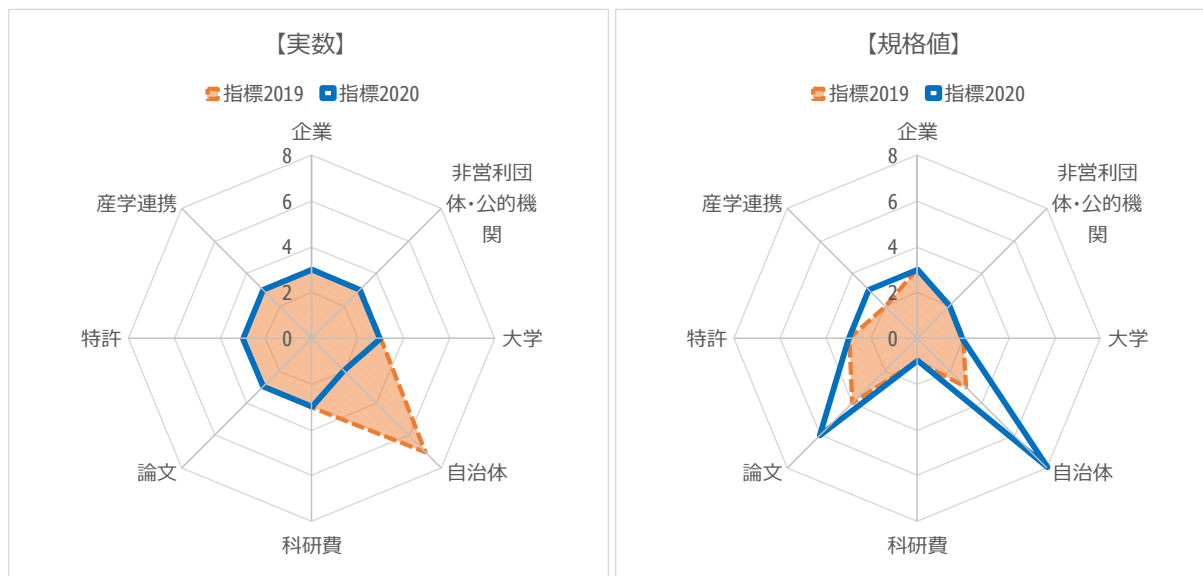 【実数】
指標2019 指標2020
企業
非営利団
体・公的機
関
大学
自治体
科研費
論文
特許
産学連携
8
6
4
2
0
【規格値】
指標2019 指標2020
企業
非営利団
体・公的機
関
大学
自治体
科研費
論文
特許
産学連携
8
6
4
2
0